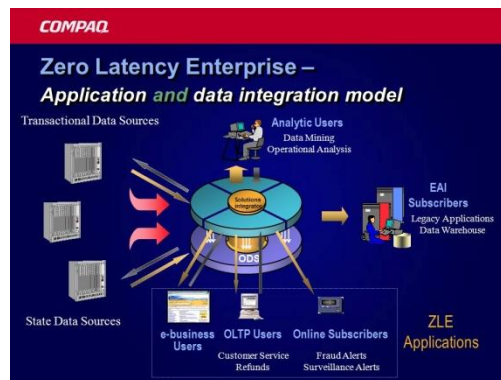 COMPAQ
Zero Latency Enterprise –
Application and data integration model
Transactional Data Sources
Analytic Users
Data Mining
Operational Analysis
Solutions
Integrator
EAI
Subscribers
Legacy Applications
Data Warehouse
ODS
State Data Sources
e-business
Users
OLTP Users
Customer Service
Refunds
Online Subscribers
Fraud Alerts
Surveillance Alerts
ZLE
Applications